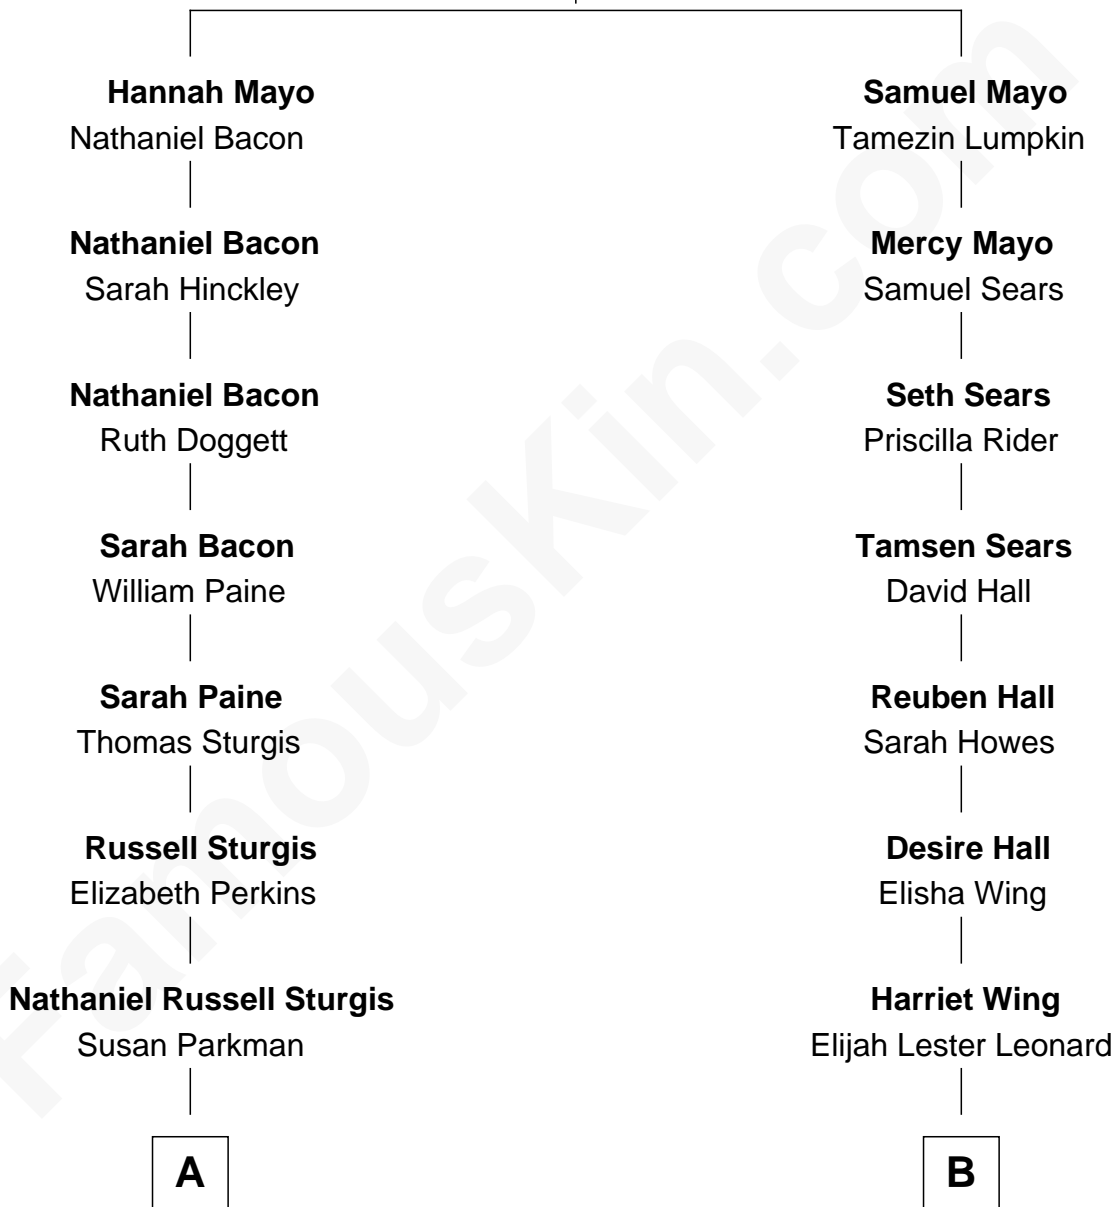 Hannah Mayo
Nathaniel Bacon
Nathaniel Bacon
Sarah Hinckley
Nathaniel Bacon
Ruth Doggett
Sarah Bacon
William Paine
Sarah Paine
Thomas Sturgis
Russell Sturgis
Elizabeth Perkins
Nathaniel Russell Sturgis
Susan Parkman
A
Samuel Mayo
Tamezin Lumpkin
Mercy Mayo
Samuel Sears
Seth Sears
Priscilla Rider
Tamsen Sears
David Hall
Reuben Hall
Sarah Howes
Desire Hall
Elisha Wing
Harriet Wing
Elijah Lester Leonard
B
FamousKin.com